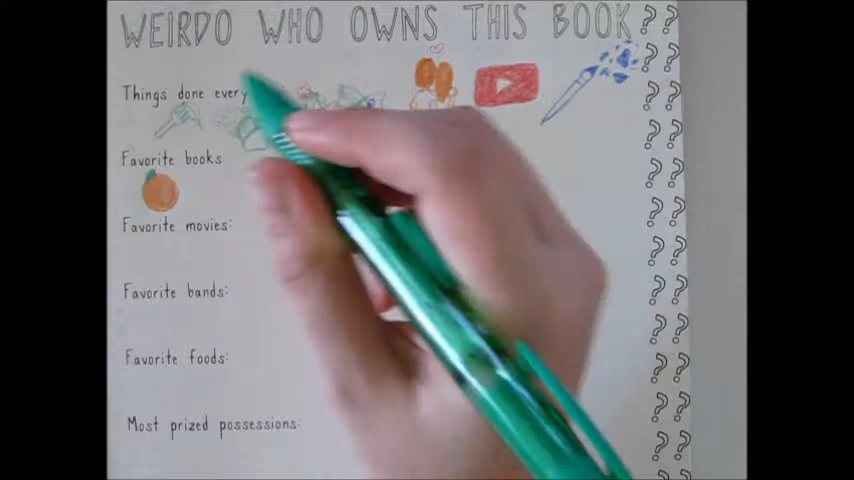 WEIRDO WHO OWNS THIS BOOK
Things done every
Favorite books
Favorite movies:
Favorite bands:
Favorite foods:
Most prized possessions: